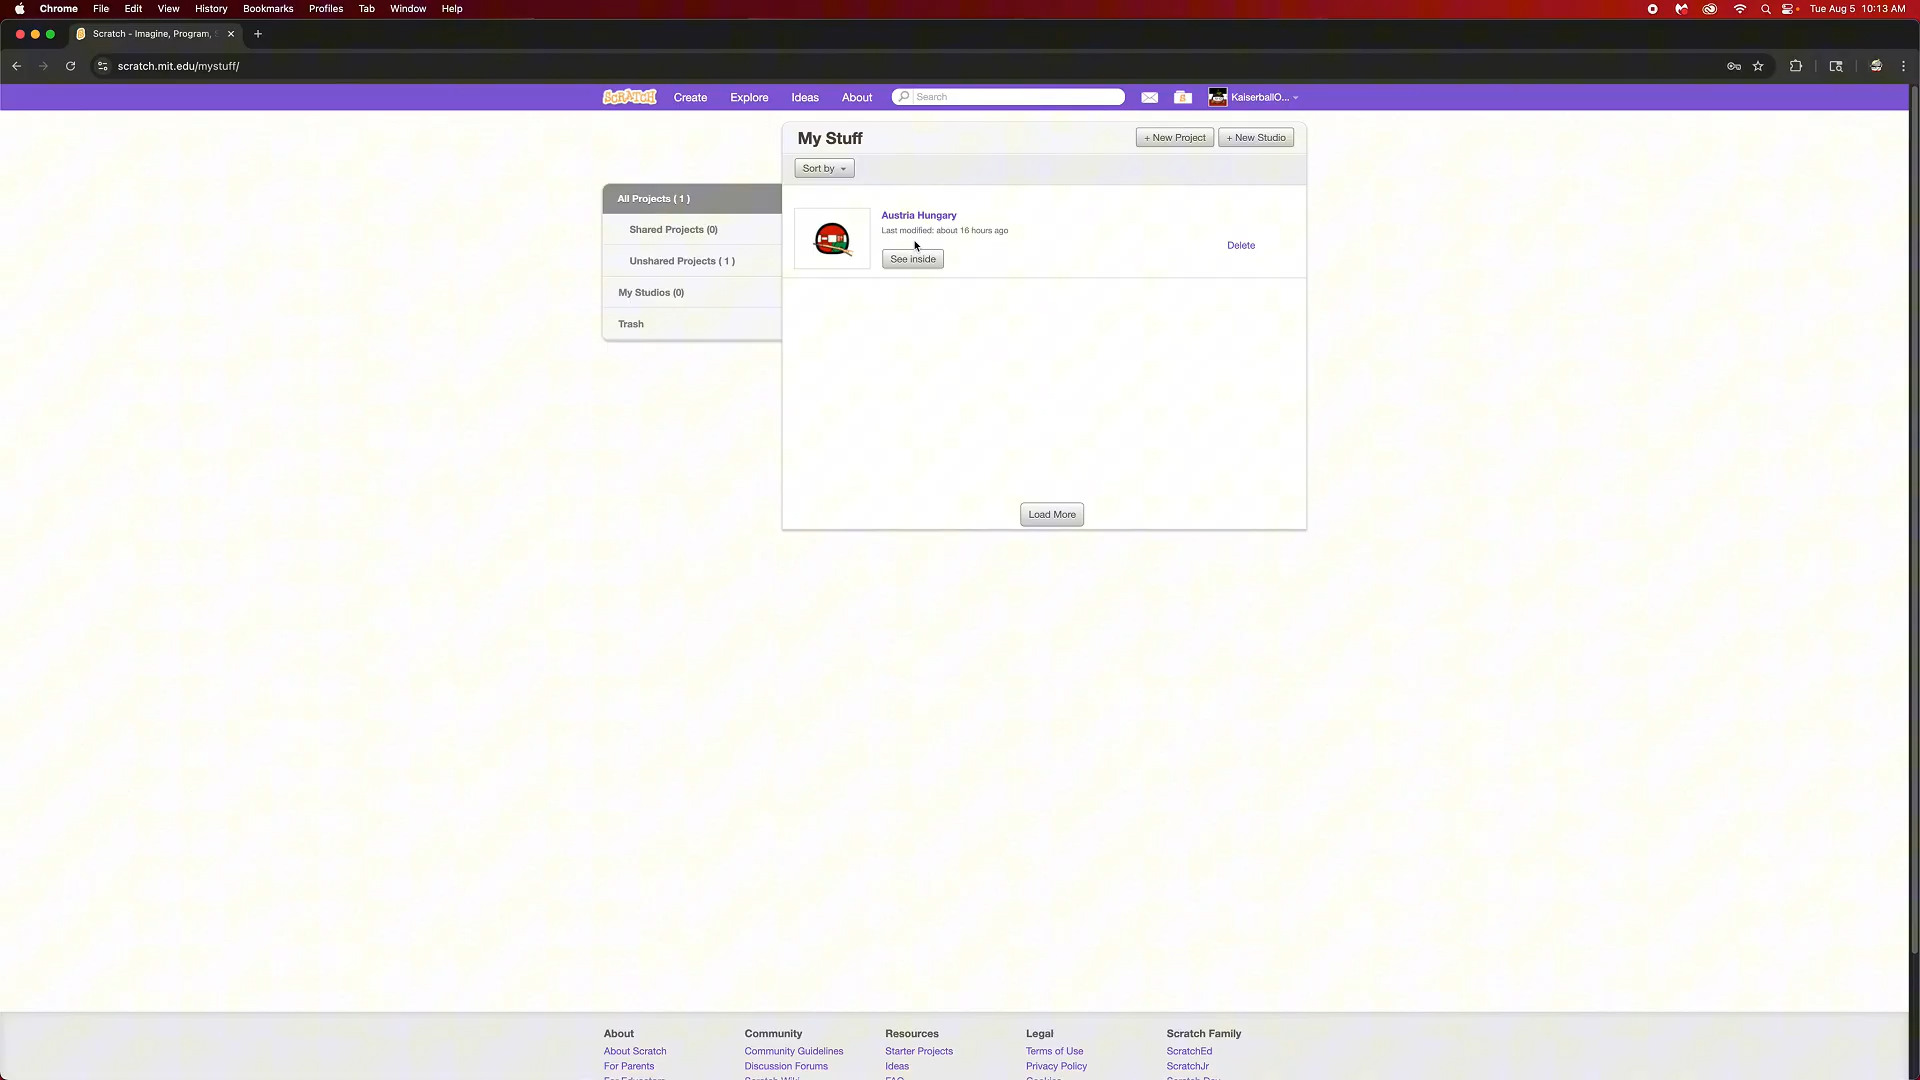 Chrome File Edit View History Bookmarks Profiles Tab Window Help Tue Aug 5 10:13 AM
Scratch - Imagine, Program,
scratch.mit.edu/mystuff/
SCRATCH Create Explore Ideas About Search KaiserballO...
My Stuff + New Project + New Studio
Sort by
All Projects ( 1 )
Shared Projects (0)
Unshared Projects ( 1 )
My Studios (0)
Trash
Austria Hungary
Last modified: about 16 hours ago
See inside
Delete
Load More
About Community Resources Legal Scratch Family
About Scratch Community Guidelines Starter Projects Terms of Use ScratchEd
For Parents Discussion Forums Ideas Privacy Policy ScratchJr